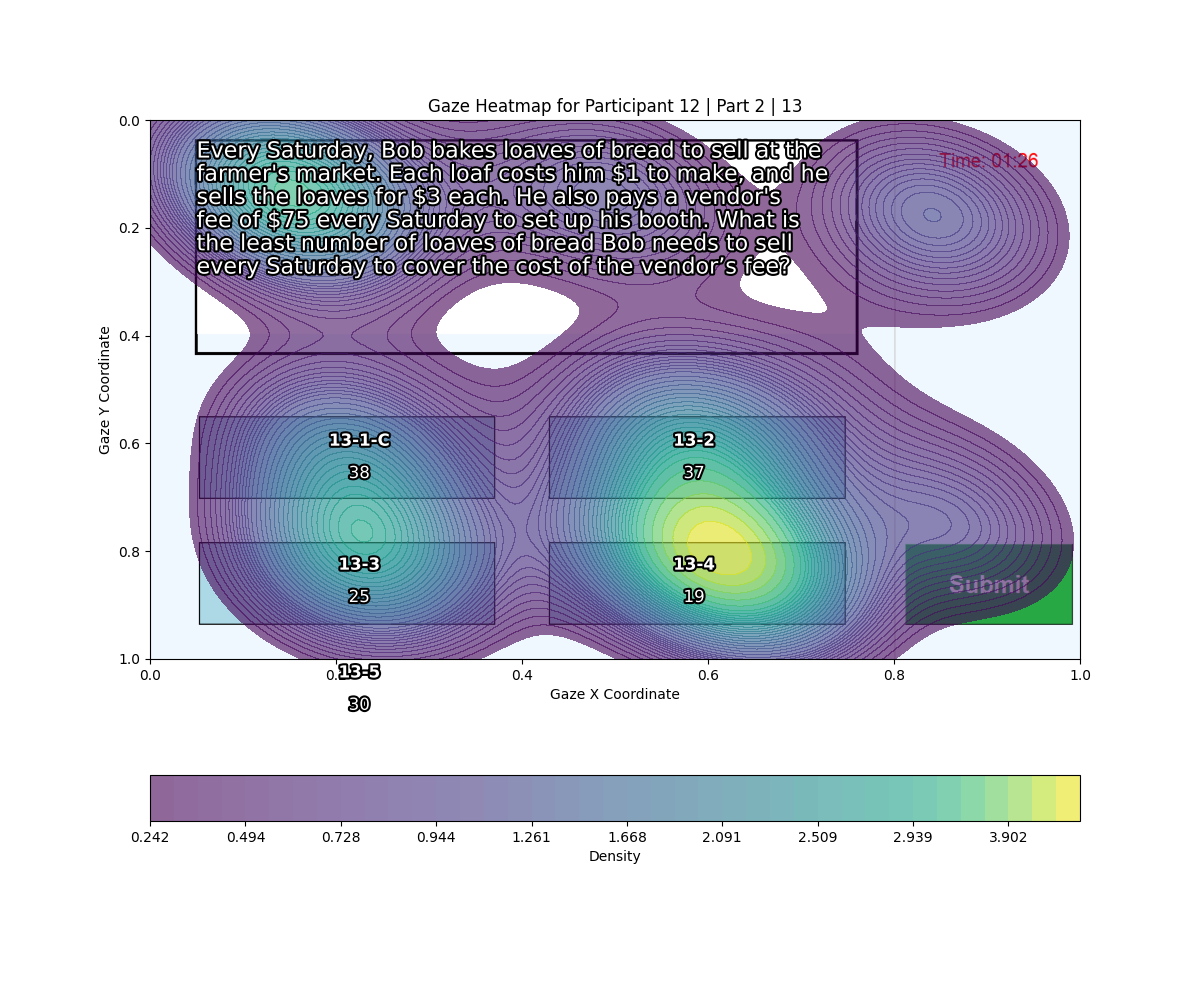 Gaze Heatmap for Participant 12 | Part 2 | 13
Every Saturday, Bob bakes loaves of bread to sell at the
farmer's market. Each loaf costs him $1 to make, and he
sells the loaves for $3 each. He also pays a vendor's
fee of $75 every Saturday to set up his booth. What is
the least number of loaves of bread Bob needs to sell
every Saturday to cover the cost of the vendor’s fee?
Time: 01:26
0.0
0.2
0.4
0.6
0.8
1.0
Gaze Y Coordinate
13-1-C
38
13-2
37
13-3
25
13-4
19
Submit
13-5
30
0.0 0.4 0.6 0.8 1.0
Gaze X Coordinate
0.242 0.494 0.728 0.944 1.261 1.668 2.091 2.509 2.939 3.902
Density